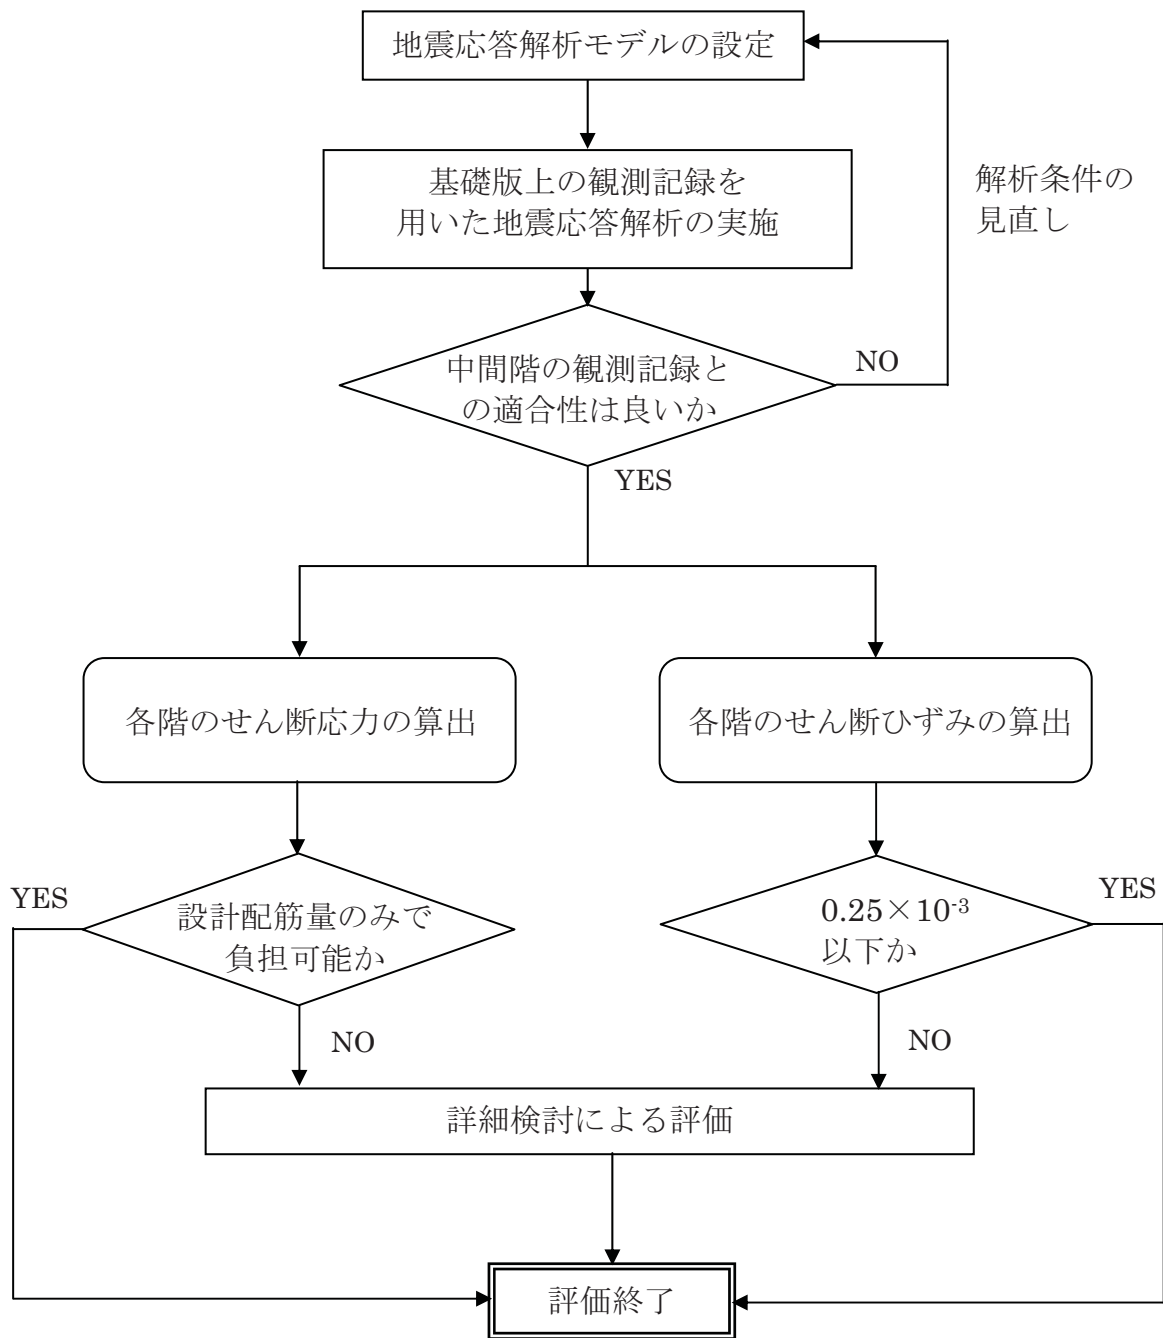 地震応答解析モデルの設定
基礎版上の観測記録を
用いた地震応答解析の実施
解析条件の
見直し
中間階の観測記録と
の適合性は良いか
NO
YES
各階のせん断応力の算出
各階のせん断ひずみの算出
YES
設計配筋量のみで
負担可能か
NO
0.25×10⁻³
以下か
YES
NO
詳細検討による評価
評価終了